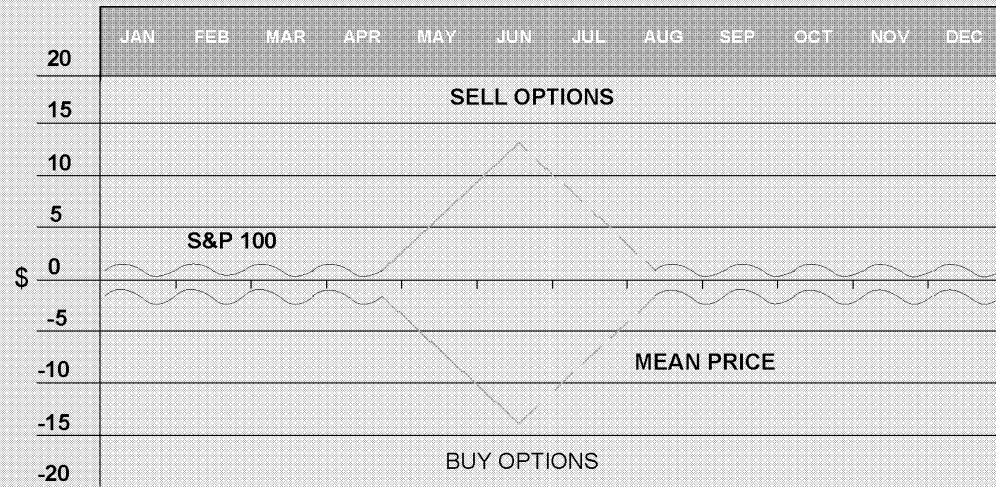 JAN FEB MAR APR MAY JUN JUL AUG SEP OCT NOV DEC
20
SELL OPTIONS
15
10
5
S&P 100
0
$
-5
MEAN PRICE
-10
-15
BUY OPTIONS
-20